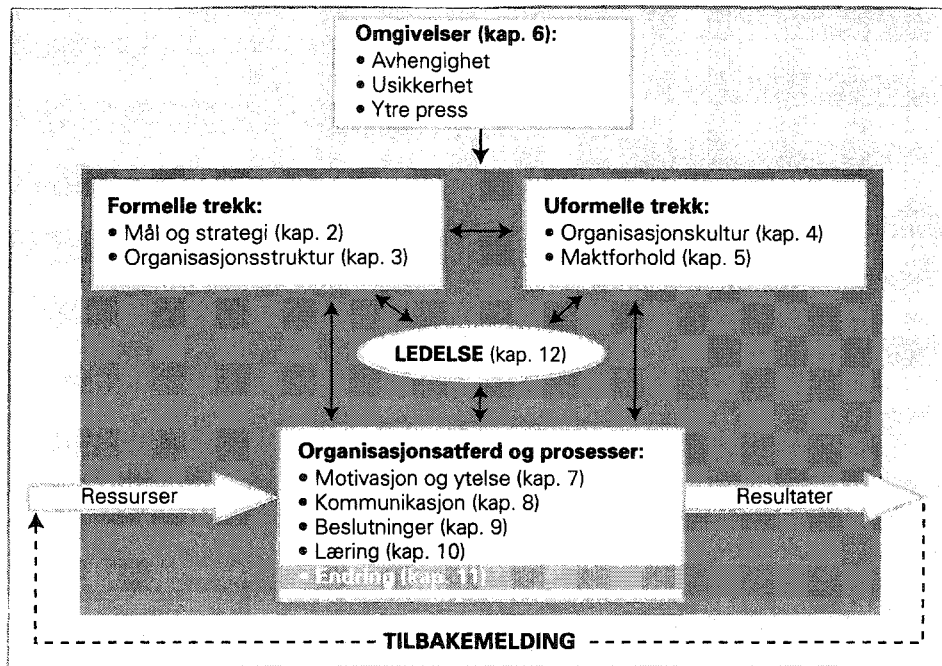 Omgivelser (kap. 6):
• Avhengighet
• Usikkerhet
• Ytre press
Formelle trekk:
• Mål og strategi (kap. 2)
• Organisasjonsstruktur (kap. 3)
Uformelle trekk:
• Organisasjonskultur (kap. 4)
• Maktforhold (kap. 5)
LEDELSE (kap. 12)
Organisasjonsatferd og prosesser:
• Motivasjon og ytelse (kap. 7)
• Kommunikasjon (kap. 8)
• Beslutninger (kap. 9)
• Læring (kap. 10)
• Endring (kap. 11)
Ressurser
Resultater
TILBAKEMELDING